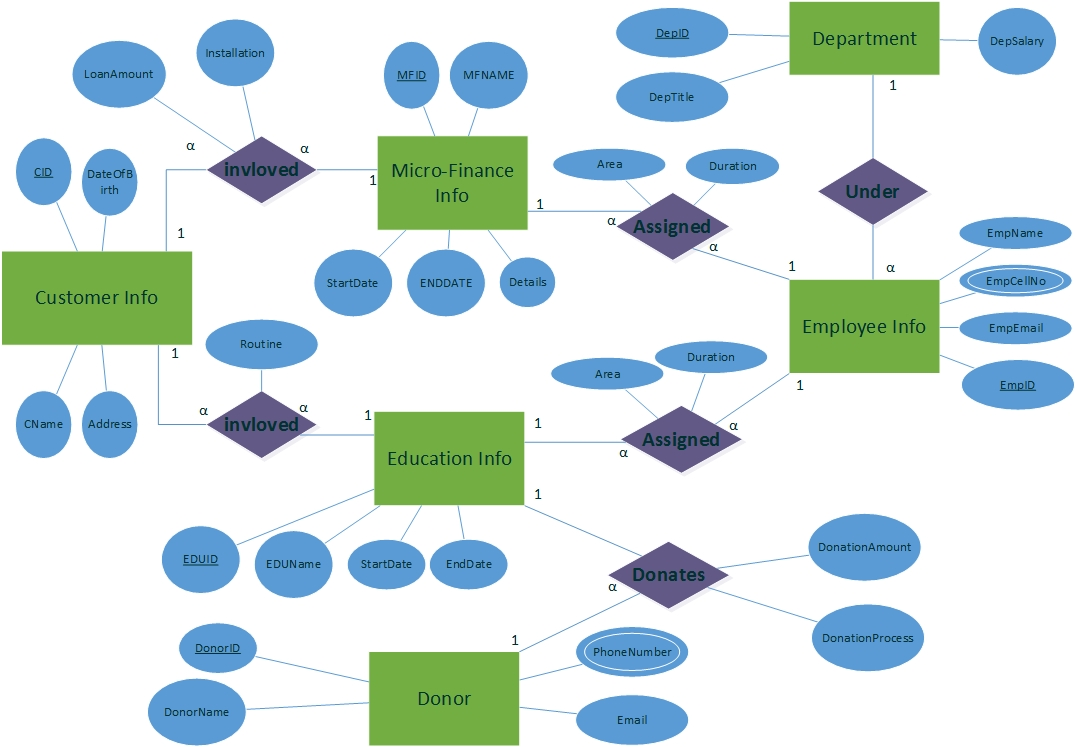 DepID
Department
DepSalary
DepTitle
1
LoanAmount
Installation
MFID
MFNAME
α
α
invloved
1
Micro-Finance
Info
1
Area
Duration
α
Assigned
α
1
Under
α
CID
DateOfB
irth
1
Customer Info
1
StartDate
ENDDATE
Details
EmpName
EmpCellNo
Employee Info
EmpEmail
EmpID
1
Routine
CName
Address
α
invloved
α
1
Education Info
1
Area
Duration
α
Assigned
α
1
EDUID
EDUName
StartDate
EndDate
α
Donates
DonationAmount
DonationProcess
1
DonorID
DonorName
Donor
PhoneNumber
Email